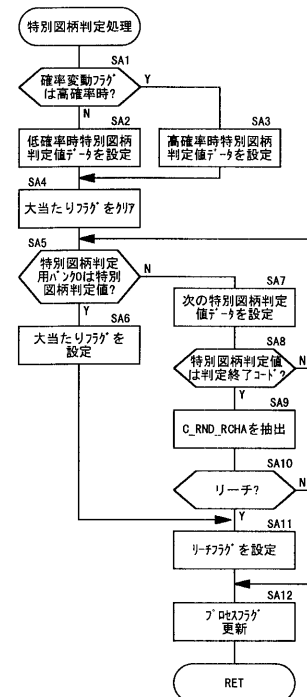 特別図柄判定処理
SA1
確率変動フラグ
は高確率時?
Y
N
SA2
低確率時特別図柄
判定値データを設定
SA3
高確率時特別図柄
判定値データを設定
SA4
大当たりフラグをクリア
SA5
特別図柄判定
用バンク0は特別
図柄判定値?
N
Y
SA6
大当たりフラグを
設定
SA7
次の特別図柄判定
値データを設定
SA8
特別図柄判定値
は判定終了コード?
N
Y
SA9
C_RND_RCHAを抽出
SA10
リーチ?
N
Y
SA11
リーチフラグを設定
SA12
プロセスフラグ
更新
RET